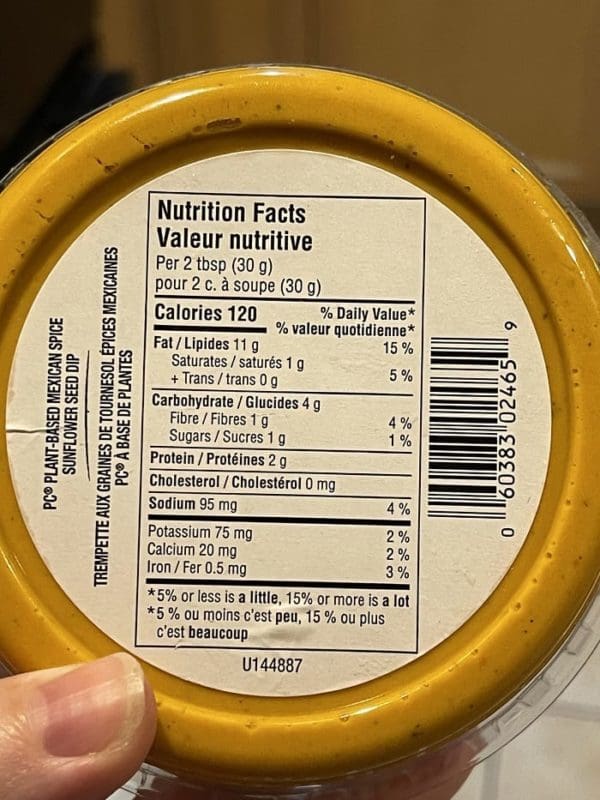 Nutrition Facts
Valeur nutritive
Per 2 tbsp (30 g)
pour 2 c. à soupe (30 g)
Calories 120 % Daily Value*
% valeur quotidienne*
Fat / Lipides 11 g 15 %
Saturates / saturés 1 g
+ Trans / trans 0 g 5 %
Carbohydrate / Glucides 4 g
Fibre / Fibres 1 g 4 %
Sugars / Sucres 1 g 1 %
Protein / Protéines 2 g
Cholesterol / Cholestérol 0 mg
Sodium 95 mg 4 %
Potassium 75 mg 2 %
Calcium 20 mg 2 %
Iron / Fer 0.5 mg 3 %
*5% or less is a little, 15% or more is a lot
*5 % ou moins c'est peu, 15 % ou plus
c'est beaucoup
U144887
PC® PLANT-BASED MEXICAN SPICE
SUNFLOWER SEED DIP
TREMPETTE AUX GRAINES DE TOURNESOL ÉPICES MEXICAINES
PC® À BASE DE PLANTES
0 60383 02465 9